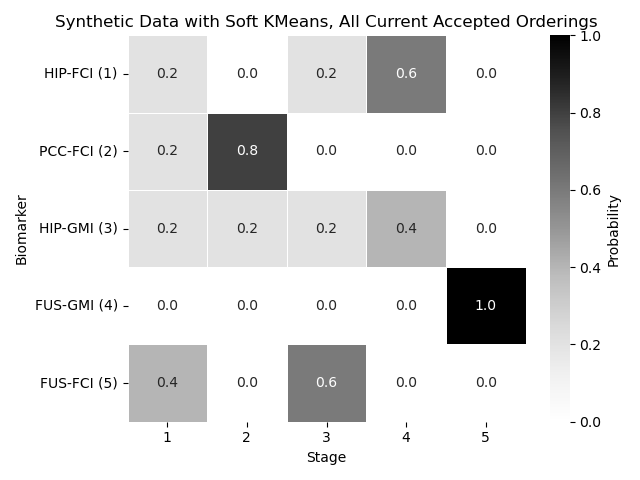 Synthetic Data with Soft KMeans, All Current Accepted Orderings
HIP-FCI (1) 0.2 0.0 0.2 0.6 0.0
PCC-FCI (2) 0.2 0.8 0.0 0.0 0.0
HIP-GMI (3) 0.2 0.2 0.2 0.4 0.0
FUS-GMI (4) 0.0 0.0 0.0 0.0 1.0
FUS-FCI (5) 0.4 0.0 0.6 0.0 0.0
1 2 3 4 5
Stage
Biomarker
1.0
0.8
0.6
0.4
0.2
0.0
Probability